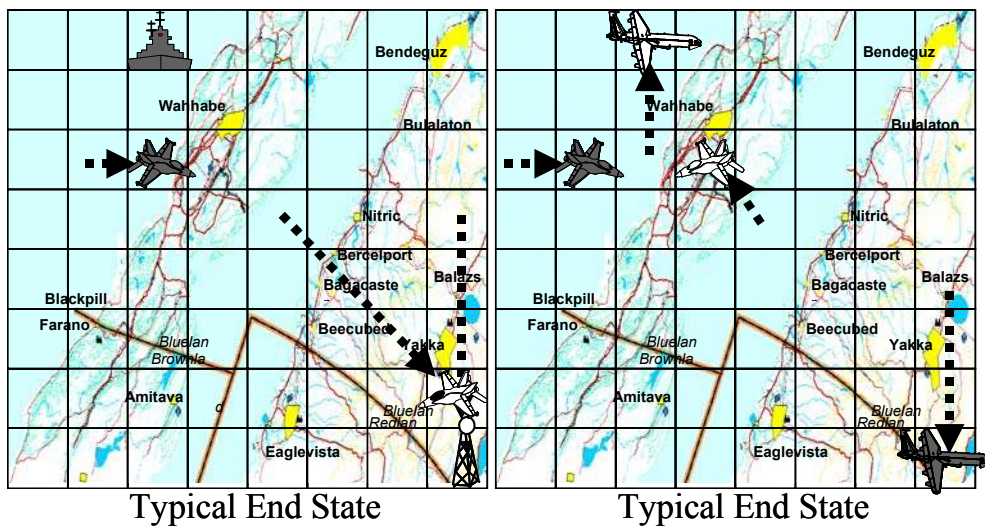 Bendeguz
Wahhabe
Bulalaton
Nitric
Bercelport
Balazs
Bagacaste
Blackpill
Farano
Beecubed
Bluelan
Yakka
Brownla
Amitava
o
Bluelan
Redlan
Eaglevista
Typical End State
Bendeguz
Wahhabe
Bulalaton
Nitric
Bercelport
Balazs
Bagacaste
Blackpill
Farano
Beecubed
Bluelan
Yakka
Brownla
Amitava
Bluelan
Redlan
Eaglevista
Typical End State